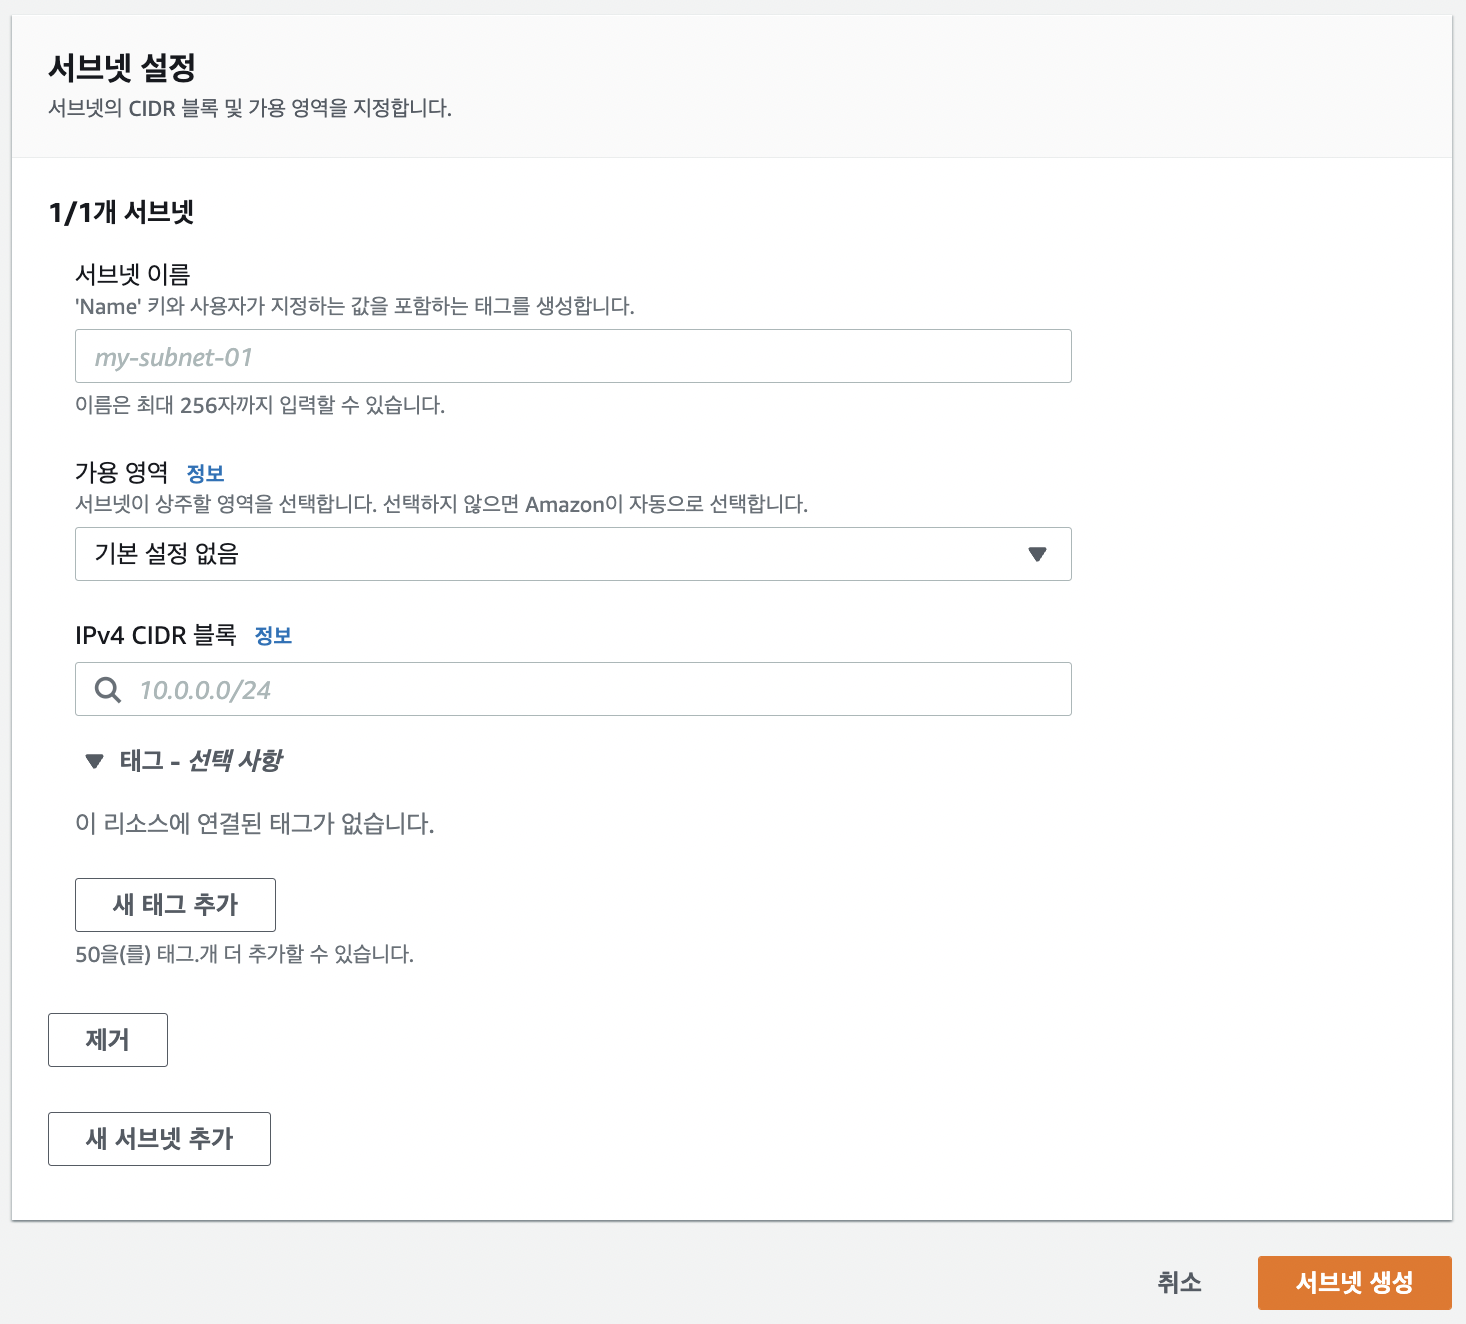 서브넷 설정
서브넷의 CIDR 블록 및 가용 영역을 지정합니다.
1/1개 서브넷
서브넷 이름
'Name' 키와 사용자가 지정하는 값을 포함하는 태그를 생성합니다.
my-subnet-01
이름은 최대 256자까지 입력할 수 있습니다.
가용 영역 정보
서브넷이 상주할 영역을 선택합니다. 선택하지 않으면 Amazon이 자동으로 선택합니다.
기본 설정 없음
IPv4 CIDR 블록 정보
10.0.0.0/24
태그 - 선택 사항
이 리소스에 연결된 태그가 없습니다.
새 태그 추가
50을(를) 태그.개 더 추가할 수 있습니다.
제거
새 서브넷 추가
취소 서브넷 생성